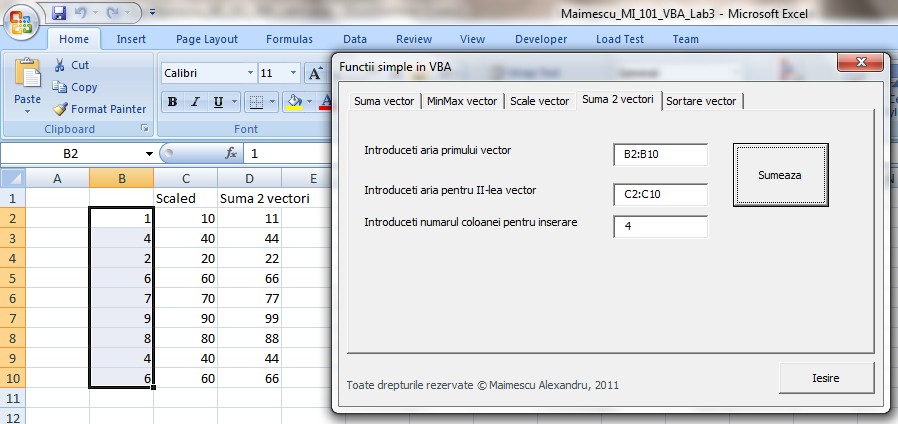 Maimescu_MI_101_VBA_Lab3 - Microsoft Excel
Home Insert Page Layout Formulas Data Review View Developer Load Test Team
Paste
Cut
Copy
Format Painter
Clipboard
Calibri 11 A
B I U A
Font
B2 fx 1
A B C D E
1 Scaled Suma 2 vectori
2 1 10 11
3 4 40 44
4 2 20 22
5 6 60 66
6 7 70 77
7 9 90 99
8 8 80 88
9 4 40 44
10 6 60 66
11
12
Functii simple in VBA
Suma vector MinMax vector Scale vector Suma 2 vectori Sortare vector
Introduceti aria primului vector B2:B10
Introduceti aria pentru II-lea vector C2:C10
Introduceti numarul coloanei pentru inserare 4
Sumeaza
Toate drepturile rezervate © Maimescu Alexandru, 2011
Iesire